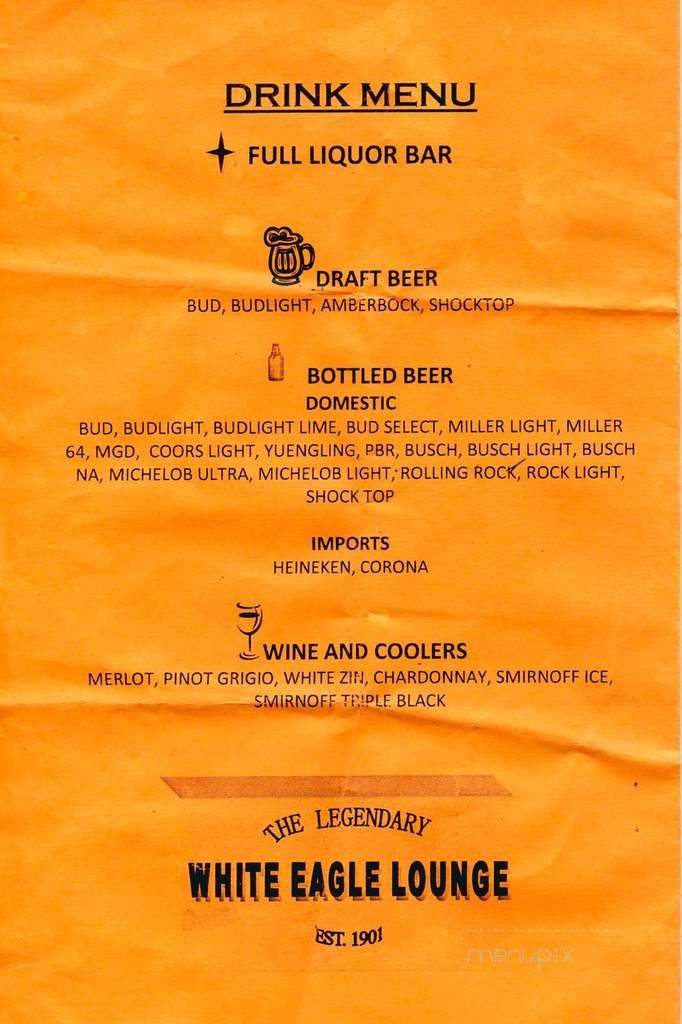 DRINK MENU
FULL LIQUOR BAR
DRAFT BEER
BUD, BUDLIGHT, AMBERBOCK, SHOCKTOP
BOTTLED BEER
DOMESTIC
BUD, BUDLIGHT, BUDLIGHT LIME, BUD SELECT, MILLER LIGHT, MILLER
64, MGD, COORS LIGHT, YUENGLING, PBR, BUSCH, BUSCH LIGHT, BUSCH
NA, MICHELOB ULTRA, MICHELOB LIGHT, ROLLING ROCK, ROCK LIGHT,
SHOCK TOP
IMPORTS
HEINEKEN, CORONA
WINE AND COOLERS
MERLOT, PINOT GRIGIO, WHITE ZIN, CHARDONNAY, SMIRNOFF ICE,
SMIRNOFF TRIPLE BLACK
THE LEGENDARY
WHITE EAGLE LOUNGE
EST. 1901
menupix